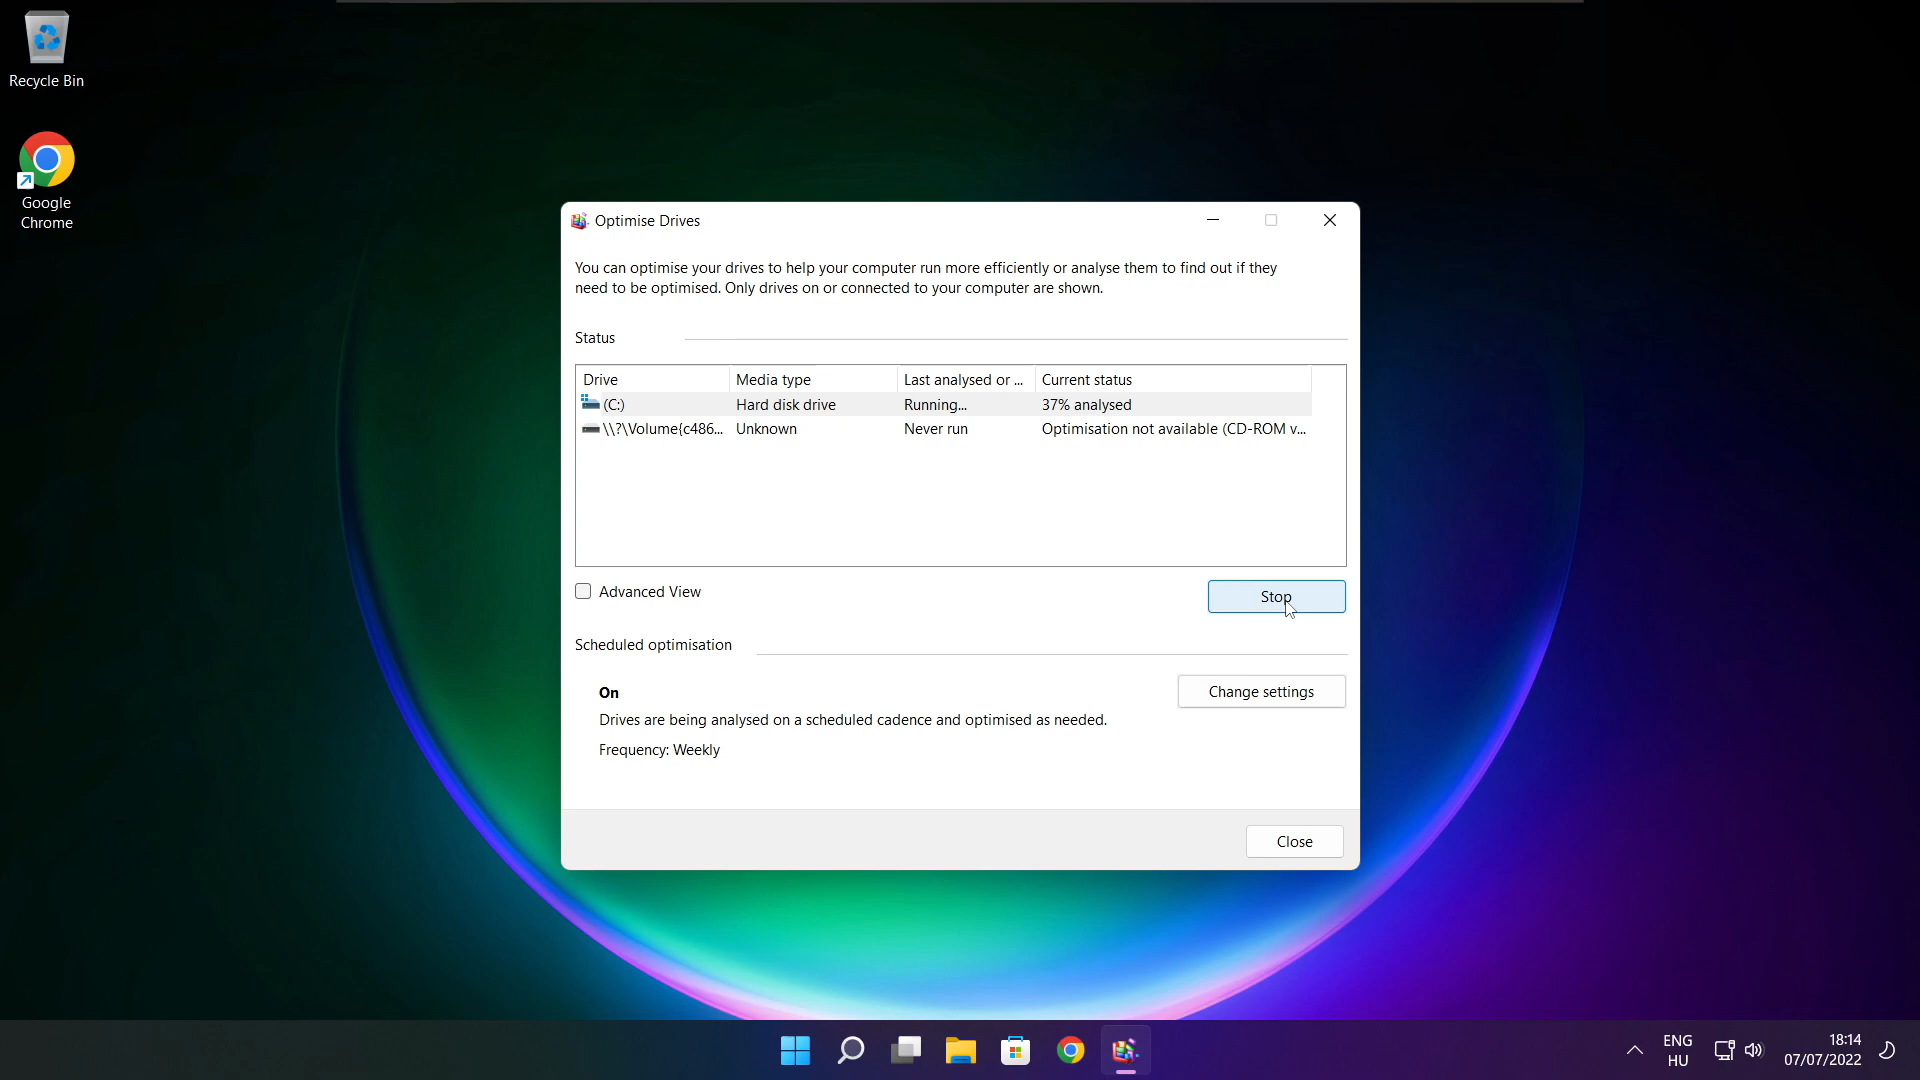 Recycle Bin
Google
Chrome
Optimise Drives
You can optimise your drives to help your computer run more efficiently or analyse them to find out if they
need to be optimised. Only drives on or connected to your computer are shown.
Status
Drive Media type Last analysed or ... Current status
(C:) Hard disk drive Running... 37% analysed
\\?\Volume{c486... Unknown Never run Optimisation not available (CD-ROM v...
Advanced View
Stop
Scheduled optimisation
On
Change settings
Drives are being analysed on a scheduled cadence and optimised as needed.
Frequency: Weekly
Close
ENG
HU
18:14
07/07/2022